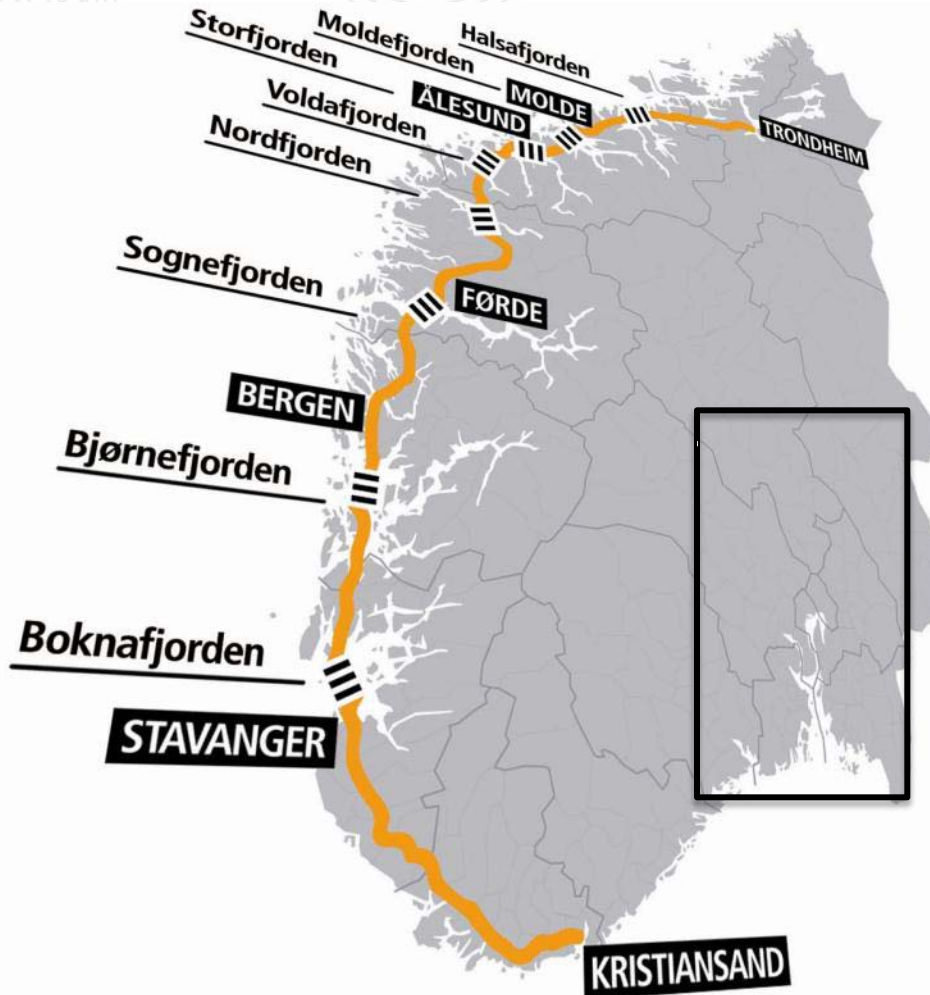 Halsafjorden
Moldefjorden
Storfjorden
MOLDE
ÅLESUND
Voldafjorden
TRONDHEIM
Nordfjorden
Sognefjorden
FØRDE
BERGEN
Bjørnefjorden
Boknafjorden
STAVANGER
KRISTIANSAND